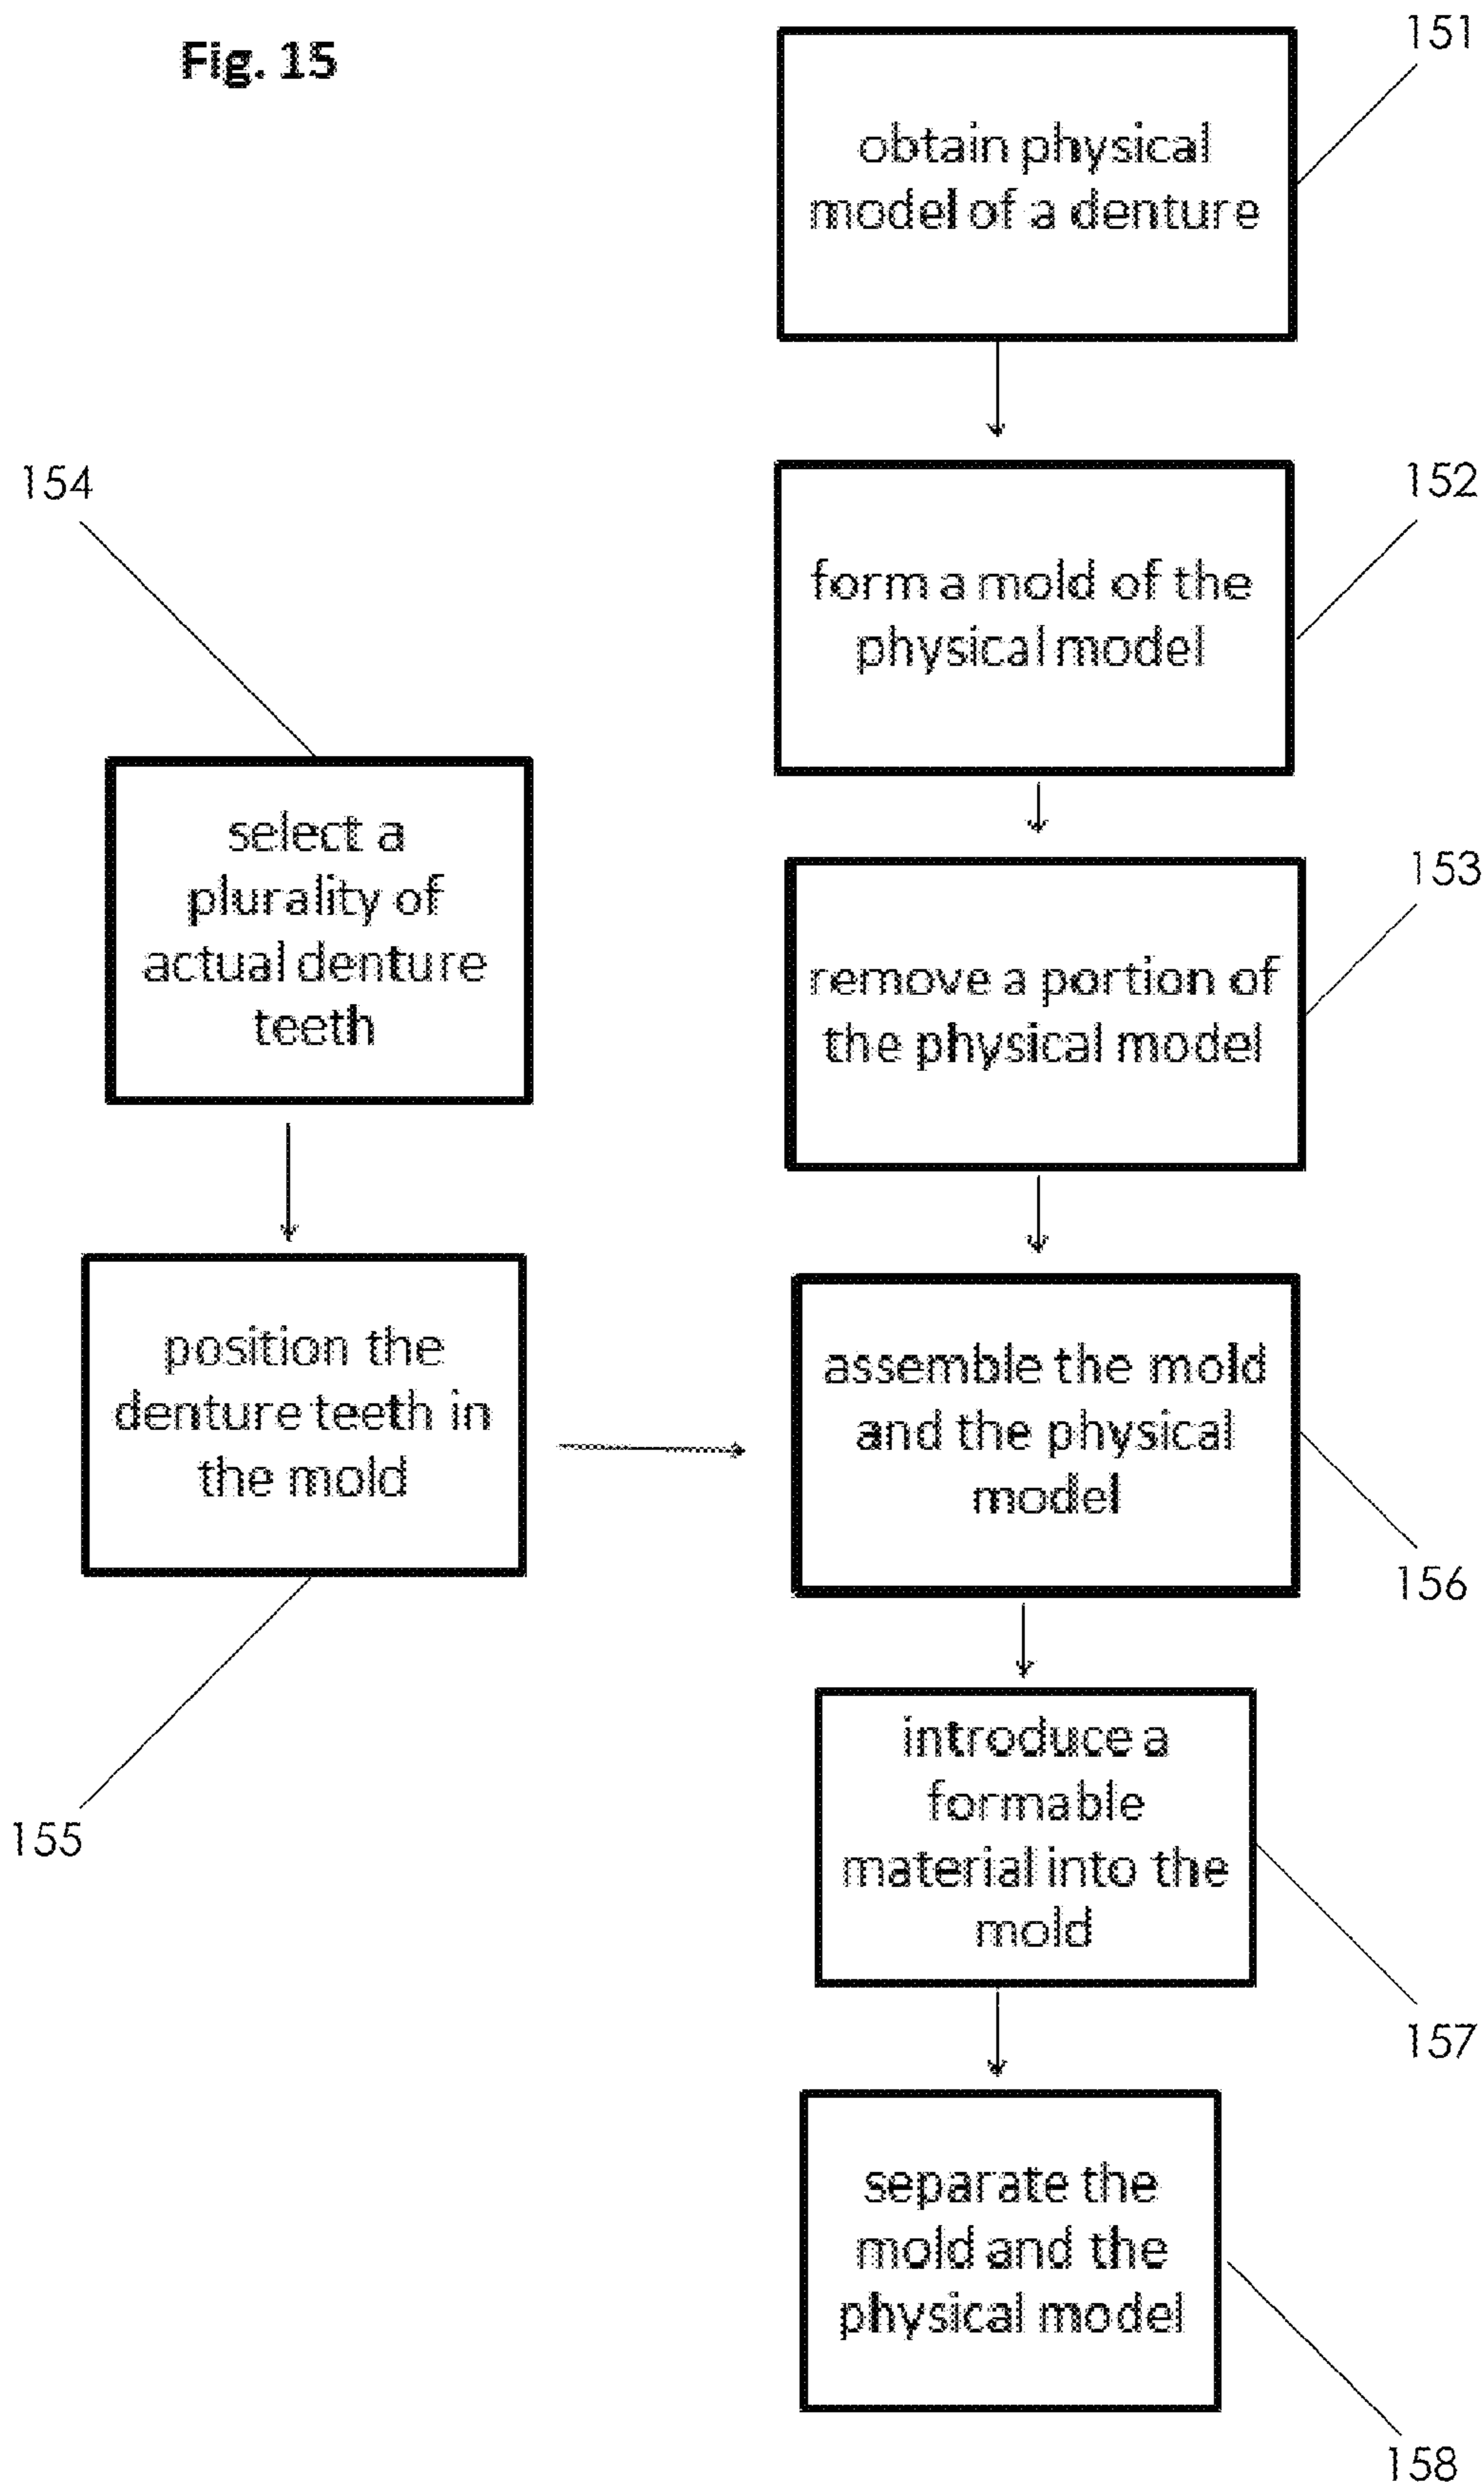 Fig. 15
151
obtain physical
model of a denture
152
form a mold of the
physical model
153
remove a portion of
the physical model
154
select a
plurality of
actual denture
teeth
155
position the
denture teeth in
the mold
156
assemble the mold
and the physical
model
157
introduce a
formable
material into the
mold
158
separate the
mold and the
physical model